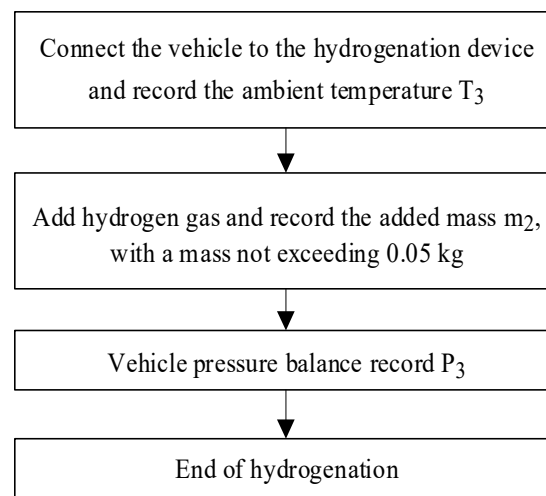 Connect the vehicle to the hydrogenation device
and record the ambient temperature T₃
Add hydrogen gas and record the added mass m₂,
with a mass not exceeding 0.05 kg
Vehicle pressure balance record P₃
End of hydrogenation